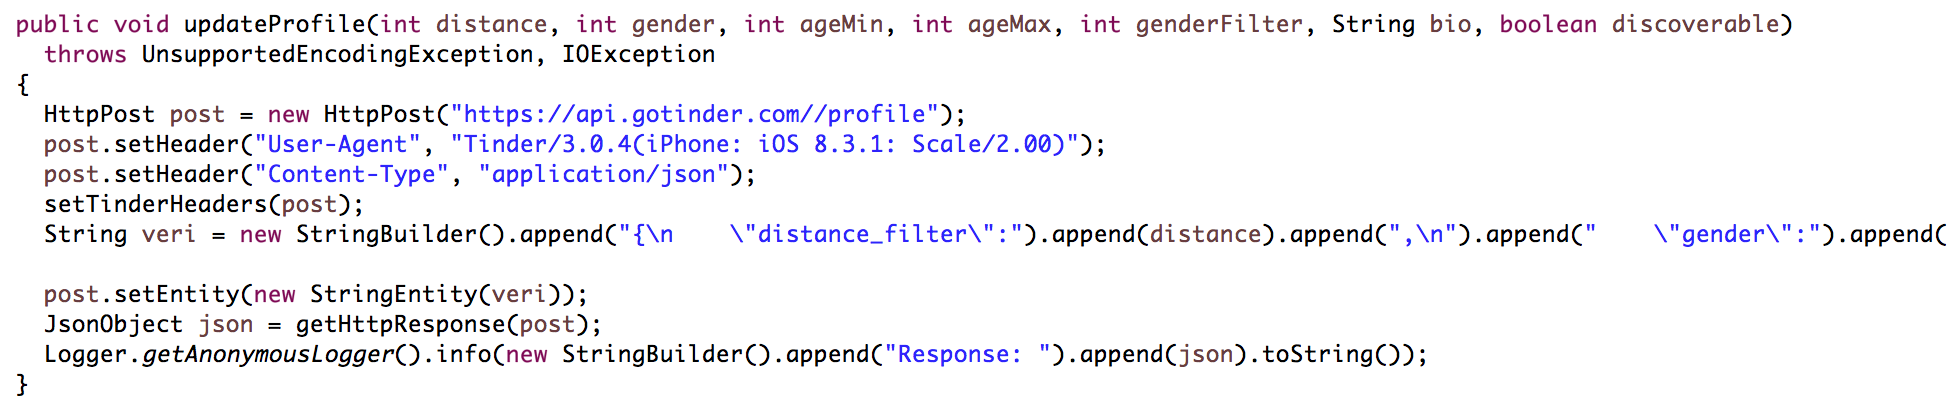 public void updateProfile(int distance, int gender, int ageMin, int ageMax, int genderFilter, String bio, boolean discoverable)
  throws UnsupportedEncodingException, IOException
{
  HttpPost post = new HttpPost("https://api.gotinder.com//profile");
  post.setHeader("User-Agent", "Tinder/3.0.4(iPhone: iOS 8.3.1: Scale/2.00)");
  post.setHeader("Content-Type", "application/json");
  setTinderHeaders(post);
  String veri = new StringBuilder().append("{\n    \"distance_filter\":").append(distance).append(",\n").append("    \"gender\":").append(
  post.setEntity(new StringEntity(veri));
  JsonObject json = getHttpResponse(post);
  Logger.getAnonymousLogger().info(new StringBuilder().append("Response: ").append(json).toString());
}